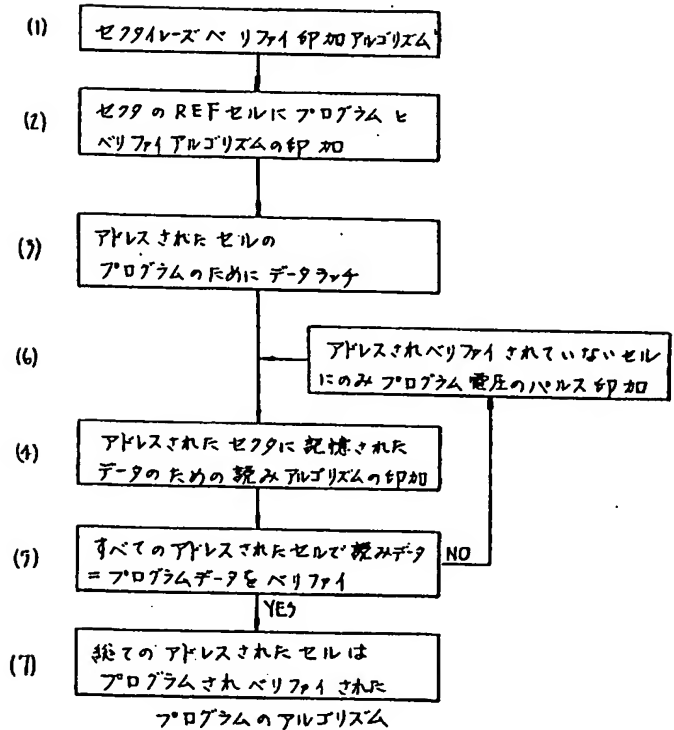 (1)
セクタイレーズベリファイ印加アルゴリズム
(2)
セクタのREFセルにプログラムと
ベリファイアルゴリズムの印加
(3)
アドレスされたセルの
プログラムのためにデータラッチ
(6)
アドレスされベリファイされていないセル
にのみプログラム電圧のパルス印加
(4)
アドレスされたセクタに記憶された
データのための読みアルゴリズムの印加
(5)
すべてのアドレスされたセルで読みデータ
=プログラムデータをベリファイ
NO
YES
(7)
総てのアドレスされたセルは
プログラムされベリファイされた
プログラムのアルゴリズム